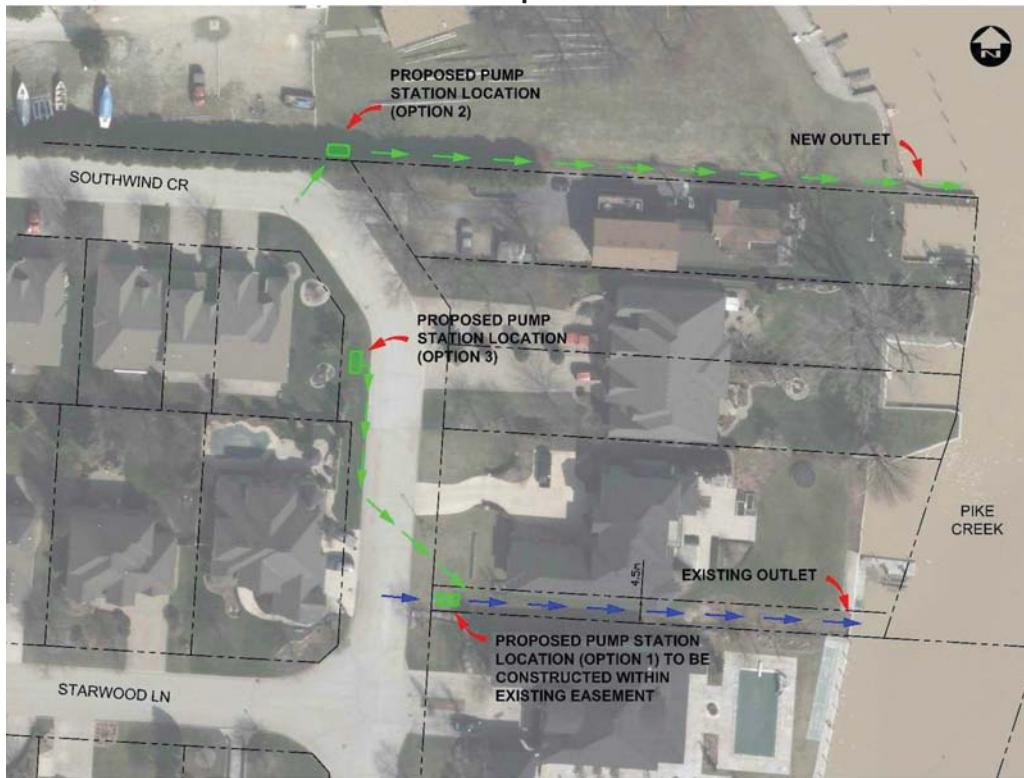 PROPOSED PUMP
STATION LOCATION
(OPTION 2)
N
NEW OUTLET
SOUTHWIND CR
PROPOSED PUMP
STATION LOCATION
(OPTION 3)
PIKE
CREEK
4.5m
EXISTING OUTLET
PROPOSED PUMP STATION
LOCATION (OPTION 1) TO BE
CONSTRUCTED WITHIN
EXISTING EASEMENT
STARWOOD LN